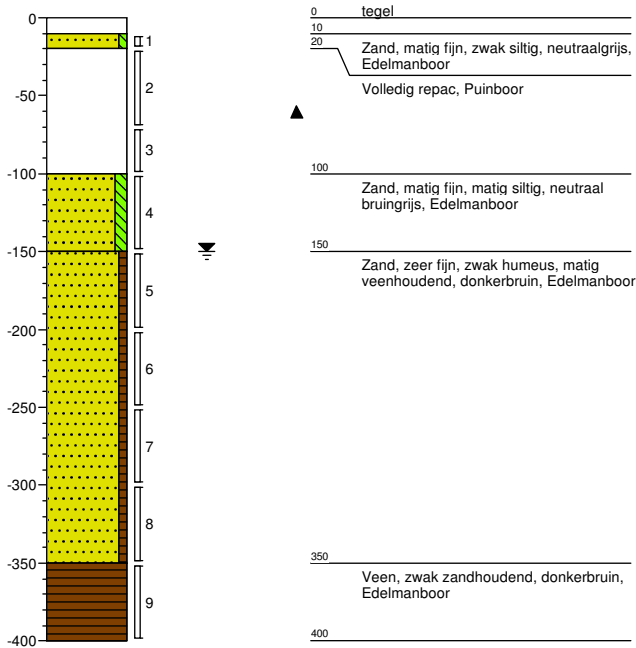 0
-50
-100
-150
-200
-250
-300
-350
-400
1
2
3
4
5
6
7
8
9
0
tegel
10
20
Zand, matig fijn, zwak siltig, neutraalgrijs,
Edelmanboor
Volledig repac, Puinboor
100
Zand, matig fijn, matig siltig, neutraal
bruingrijs, Edelmanboor
150
Zand, zeer fijn, zwak humeus, matig
veenhoudend, donkerbruin, Edelmanboor
350
Veen, zwak zandhoudend, donkerbruin,
Edelmanboor
400